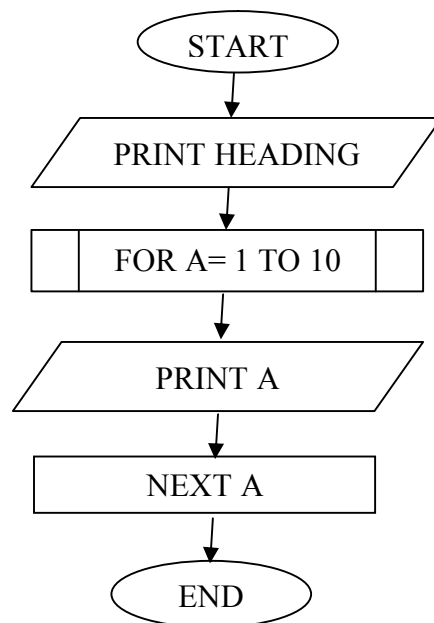 START
PRINT HEADING
FOR A= 1 TO 10
PRINT A
NEXT A
END